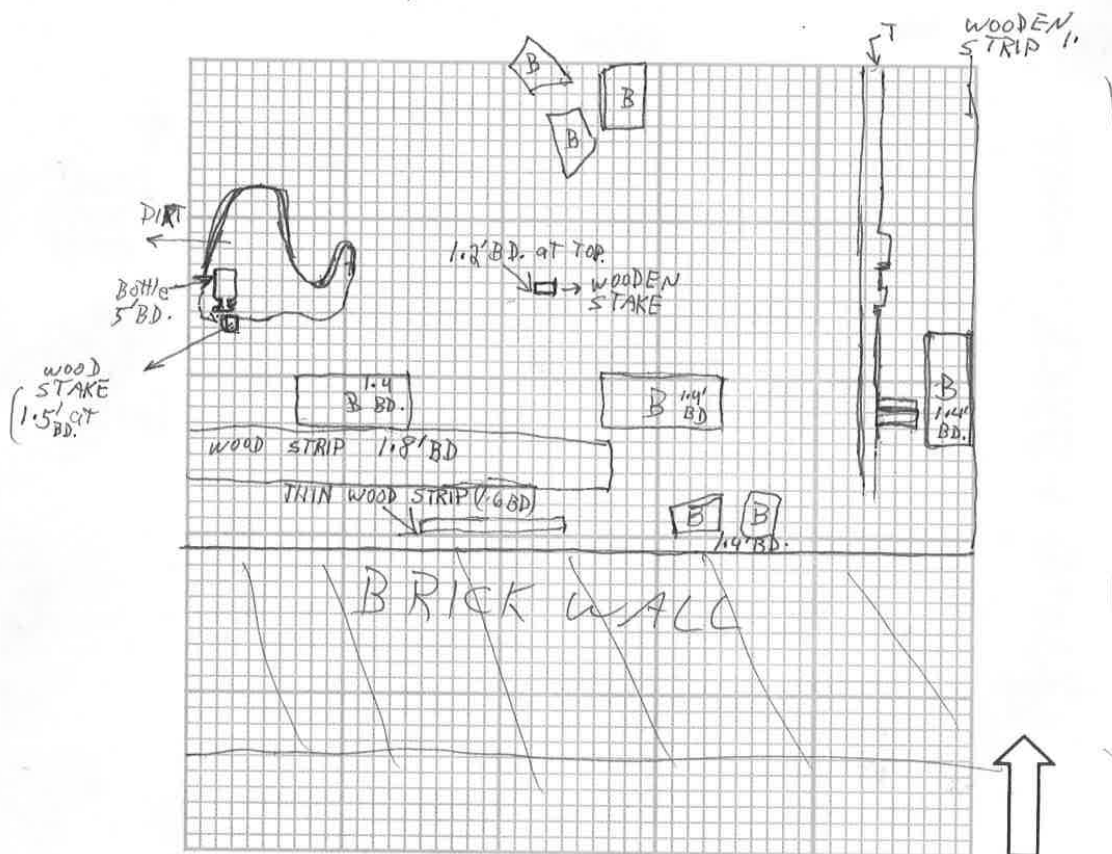 T
WOODEN
STRIP 1.
B
B
B
DIRT
1.2' BD. at TOP.
WOODEN
STAKE
Bottle
5' BD.
WOOD
STAKE
1.5' at
BD.
1.4
B BD.
B 1.4'
BD
B
1.4'
BD.
WOOD STRIP 1.8' BD
THIN WOOD STRIP (1.6 BD)
B
B
1.4' BD.
BRICK WALL